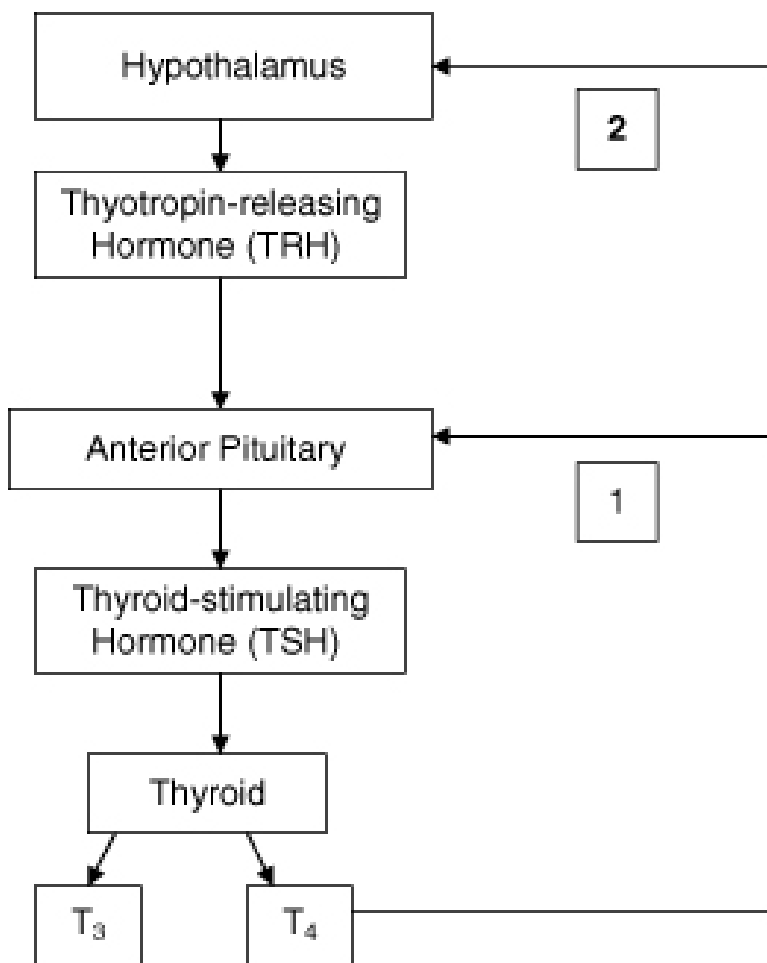 Hypothalamus
2
Thyotropin-releasing
Hormone (TRH)
Anterior Pituitary
1
Thyroid-stimulating
Hormone (TSH)
Thyroid
T₃
T₄